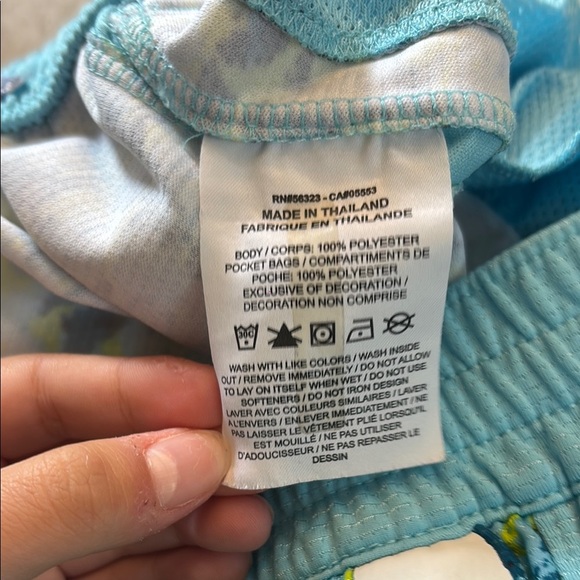 RN#56323 - CA#05553
MADE IN THAILAND
FABRIQUE EN THAILANDE
BODY / CORPS: 100% POLYESTER
POCKET BAGS / COMPARTIMENTS DE
POCHE: 100% POLYESTER
EXCLUSIVE OF DECORATION /
DECORATION NON COMPRISE
30C
WASH WITH LIKE COLORS / WASH INSIDE
OUT / REMOVE IMMEDIATELY / DO NOT ALLOW
TO LAY ON ITSELF WHEN WET / DO NOT USE
SOFTENERS / DO NOT IRON DESIGN
LAVER AVEC COULEURS SIMILAIRES / LAVER
A L'ENVERS / ENLEVER IMMEDIATEMENT / NE
PAS LAISSER LE VÊTEMENT PLIÉ LORSQU'IL
EST MOUILLÉ / NE PAS UTILISER
D'ADOUCISSEUR / NE PAS REPASSER LE
DESSIN